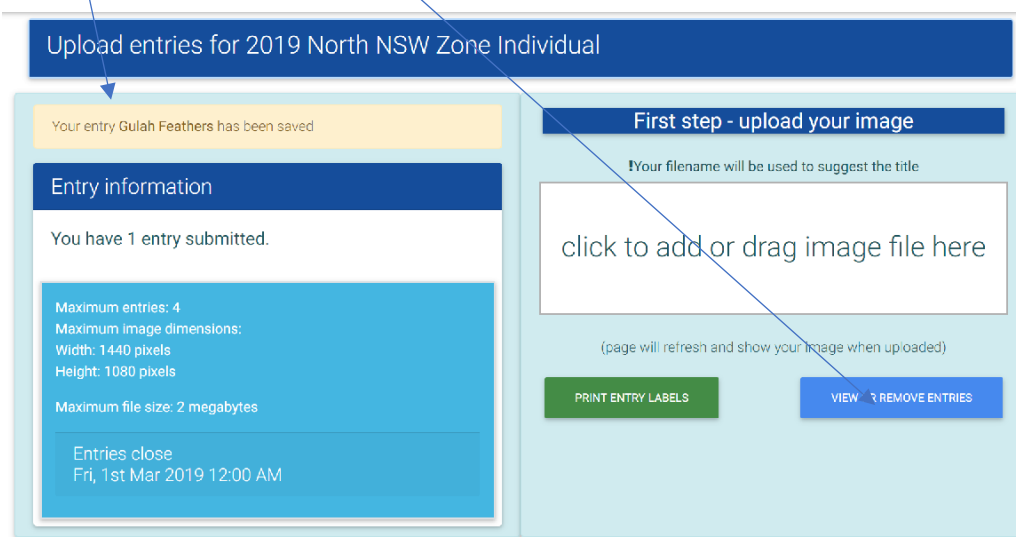 Upload entries for 2019 North NSW Zone Individual
Your entry Gulah Feathers has been saved
Entry information
You have 1 entry submitted.
Maximum entries: 4
Maximum image dimensions:
Width: 1440 pixels
Height: 1080 pixels
Maximum file size: 2 megabytes
Entries close
Fri, 1st Mar 2019 12:00 AM
First step - upload your image
!Your filename will be used to suggest the title
click to add or drag image file here
(page will refresh and show your image when uploaded)
PRINT ENTRY LABELS
VIEW OR REMOVE ENTRIES